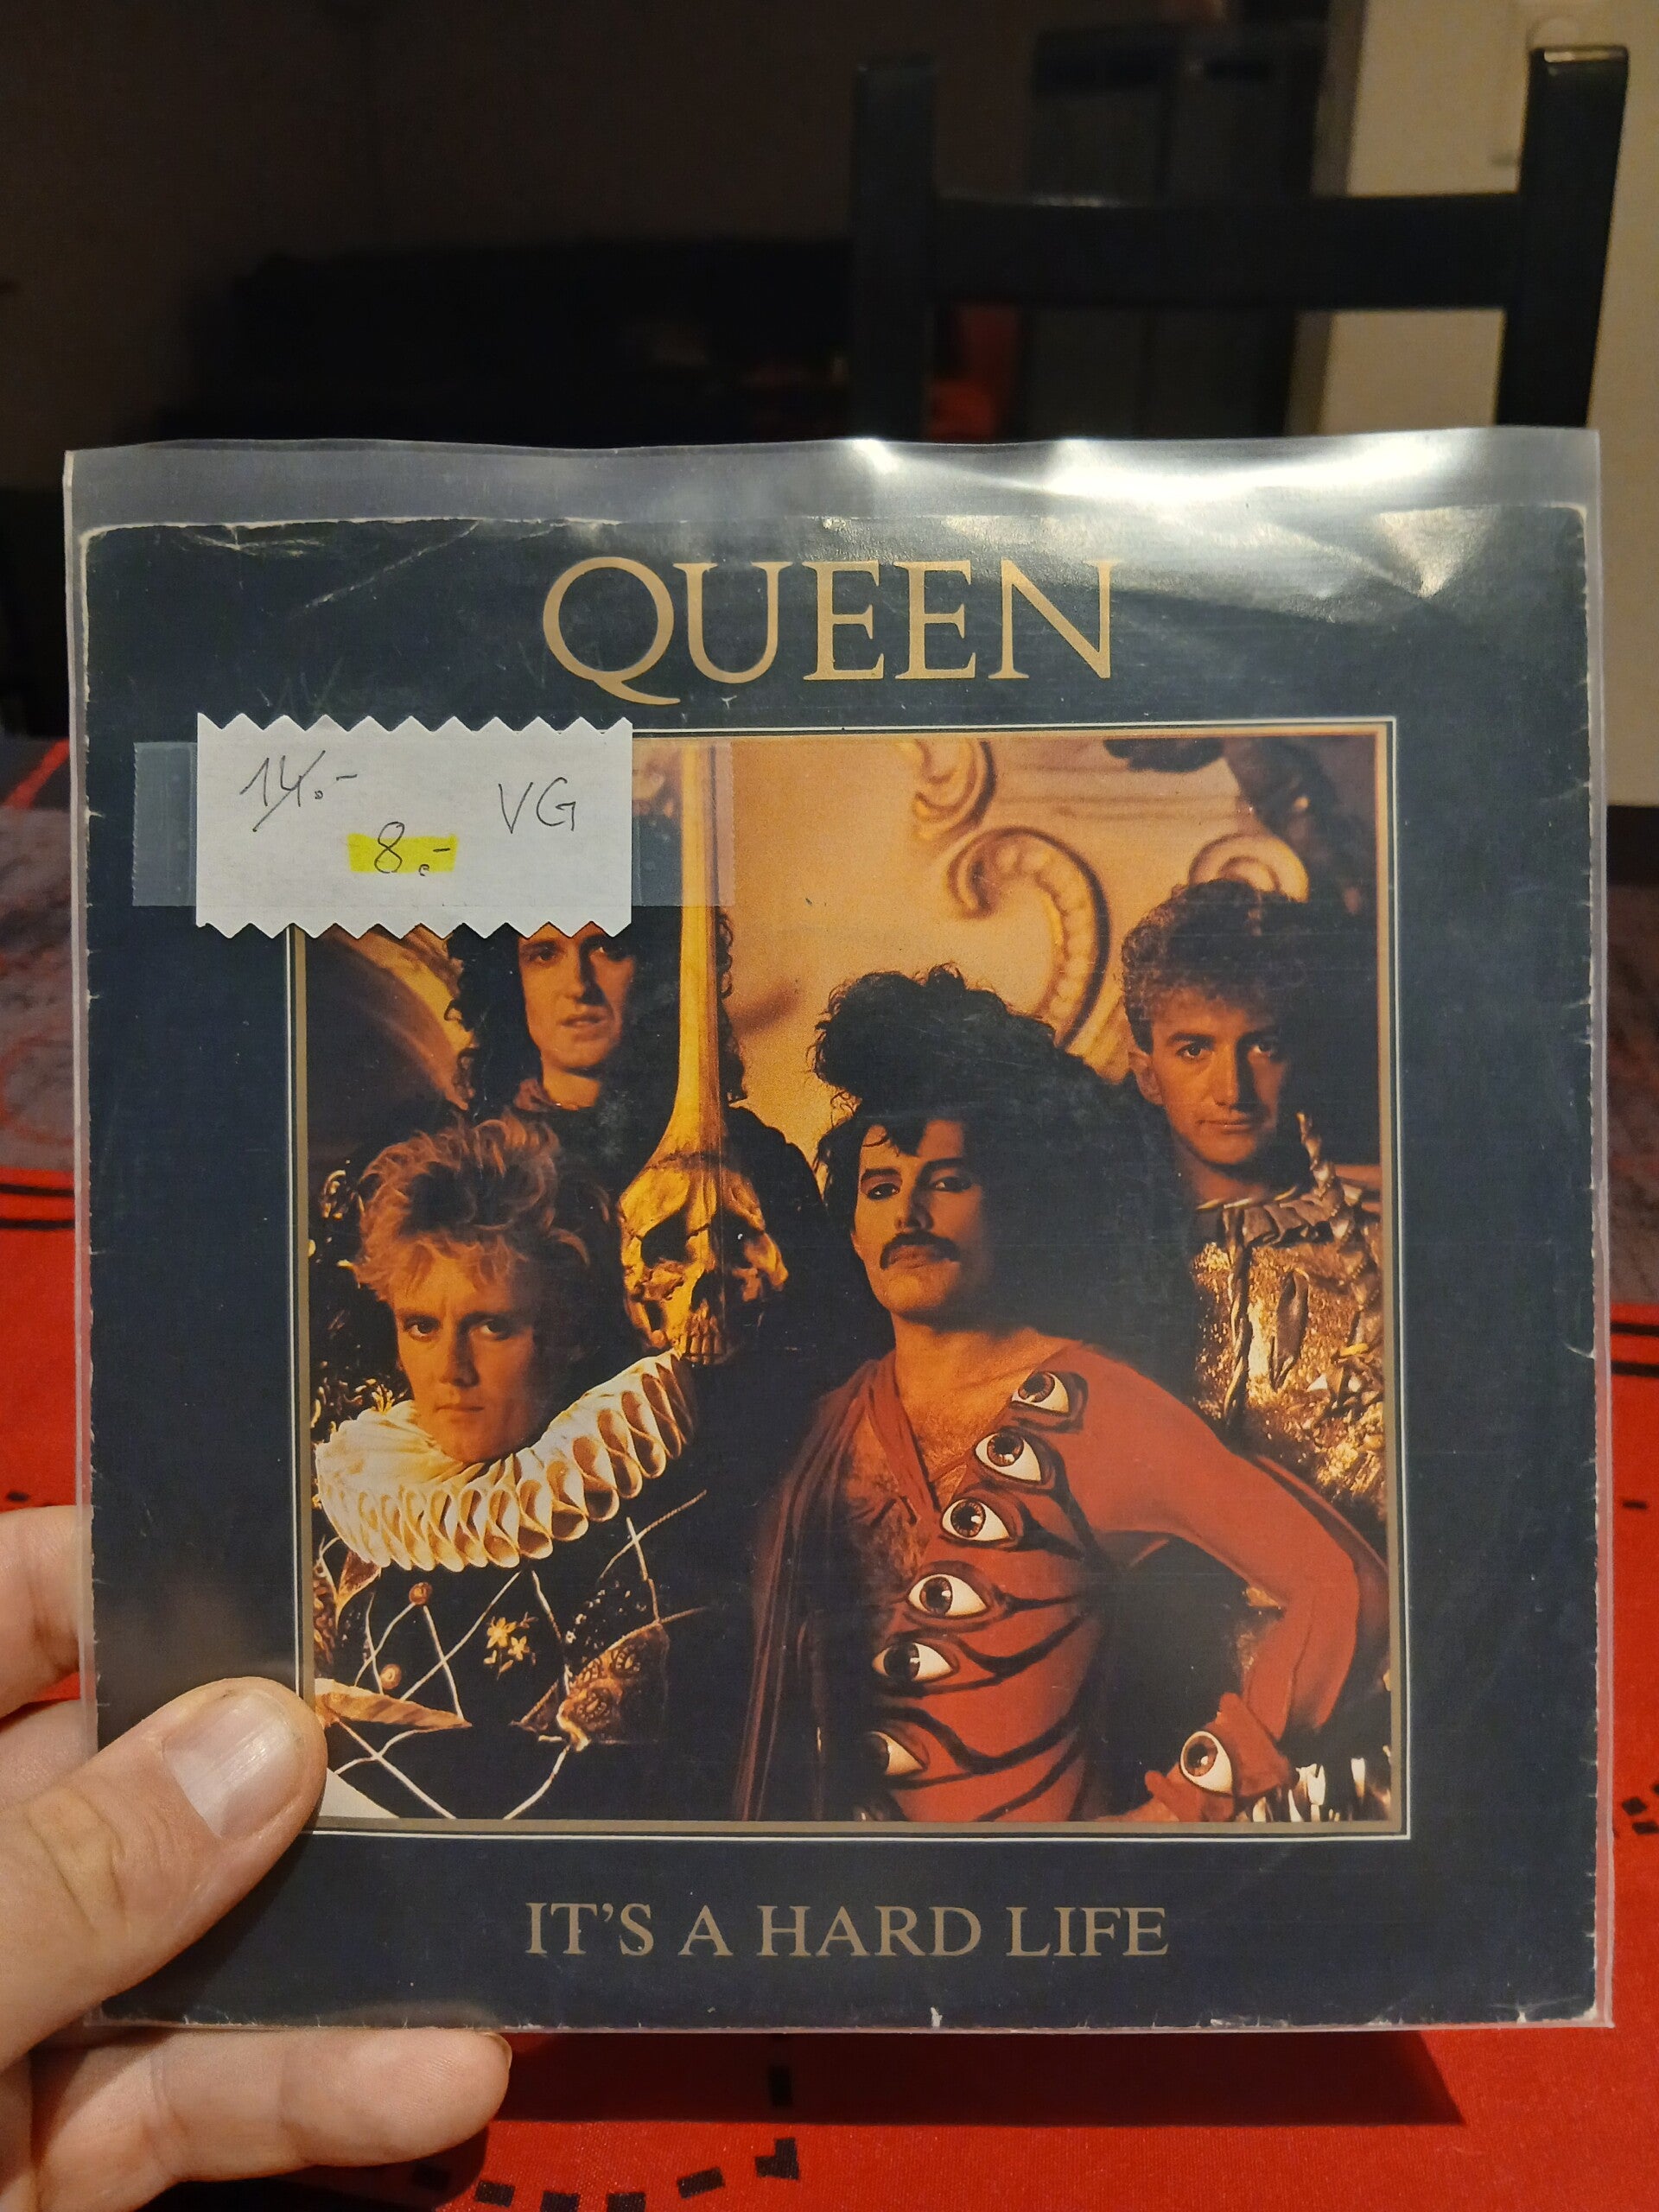 QUEEN
14.-
VG
8.-
IT'S A HARD LIFE